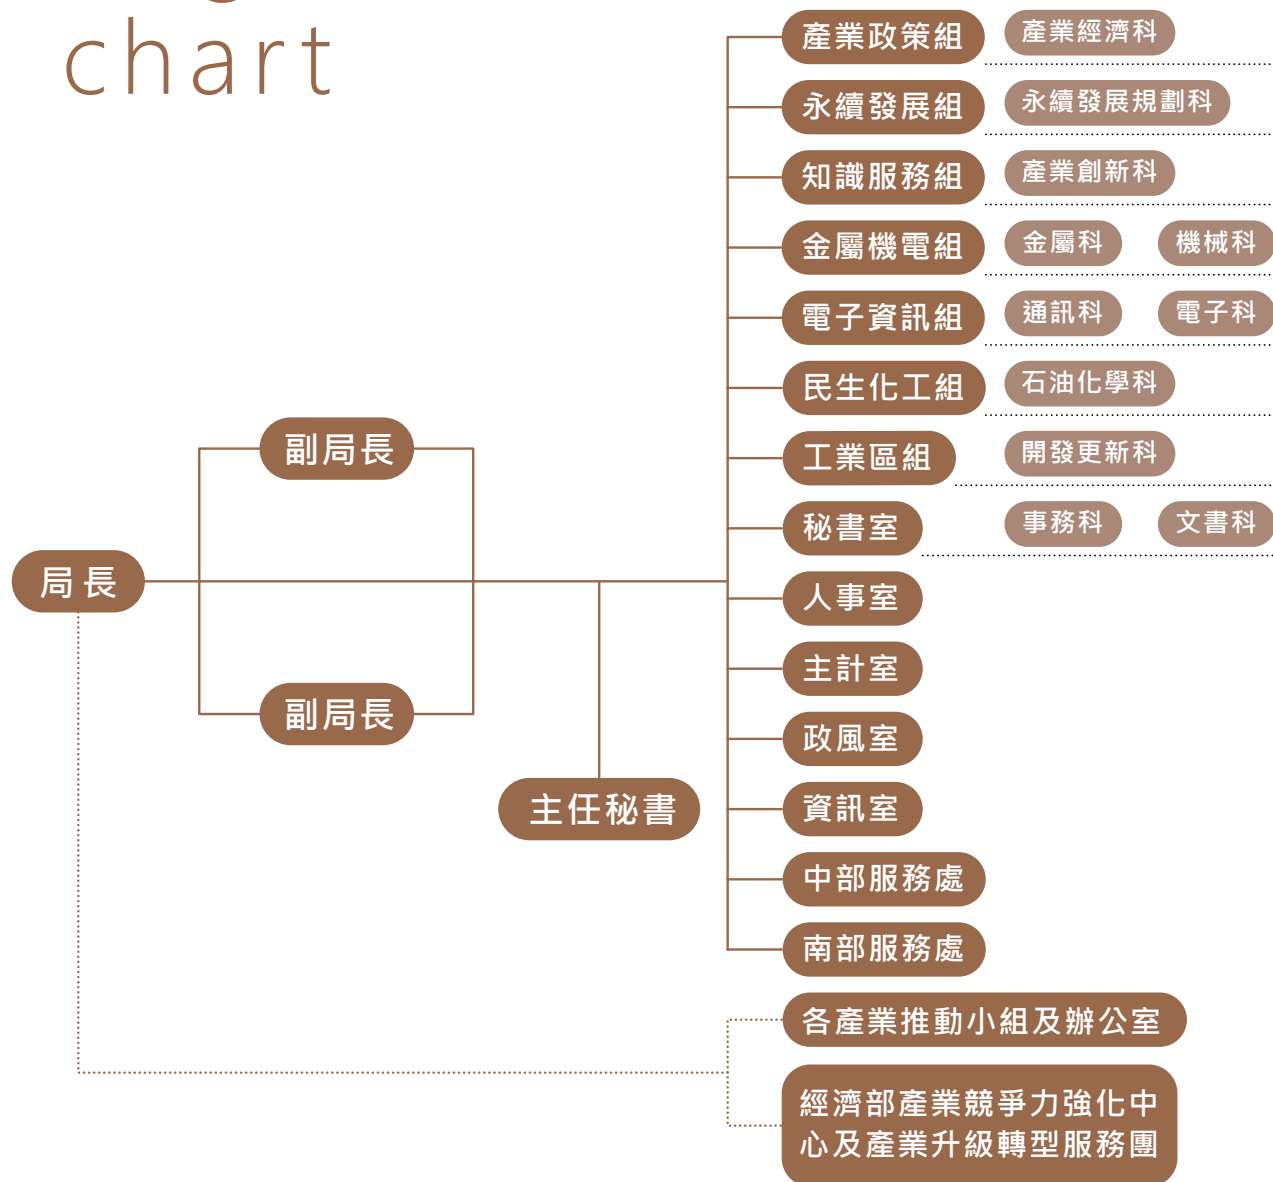 chart
產業政策組 產業經濟科
永續發展組 永續發展規劃科
知識服務組 產業創新科
金屬機電組 金屬科 機械科
電子資訊組 通訊科 電子科
民生化工組 石油化學科
副局長
工業區組 開發更新科
秘書室 事務科 文書科
局長
人事室
主計室
副局長
政風室
主任秘書
資訊室
中部服務處
南部服務處
各產業推動小組及辦公室
經濟部產業競爭力強化中
心及產業升級轉型服務團